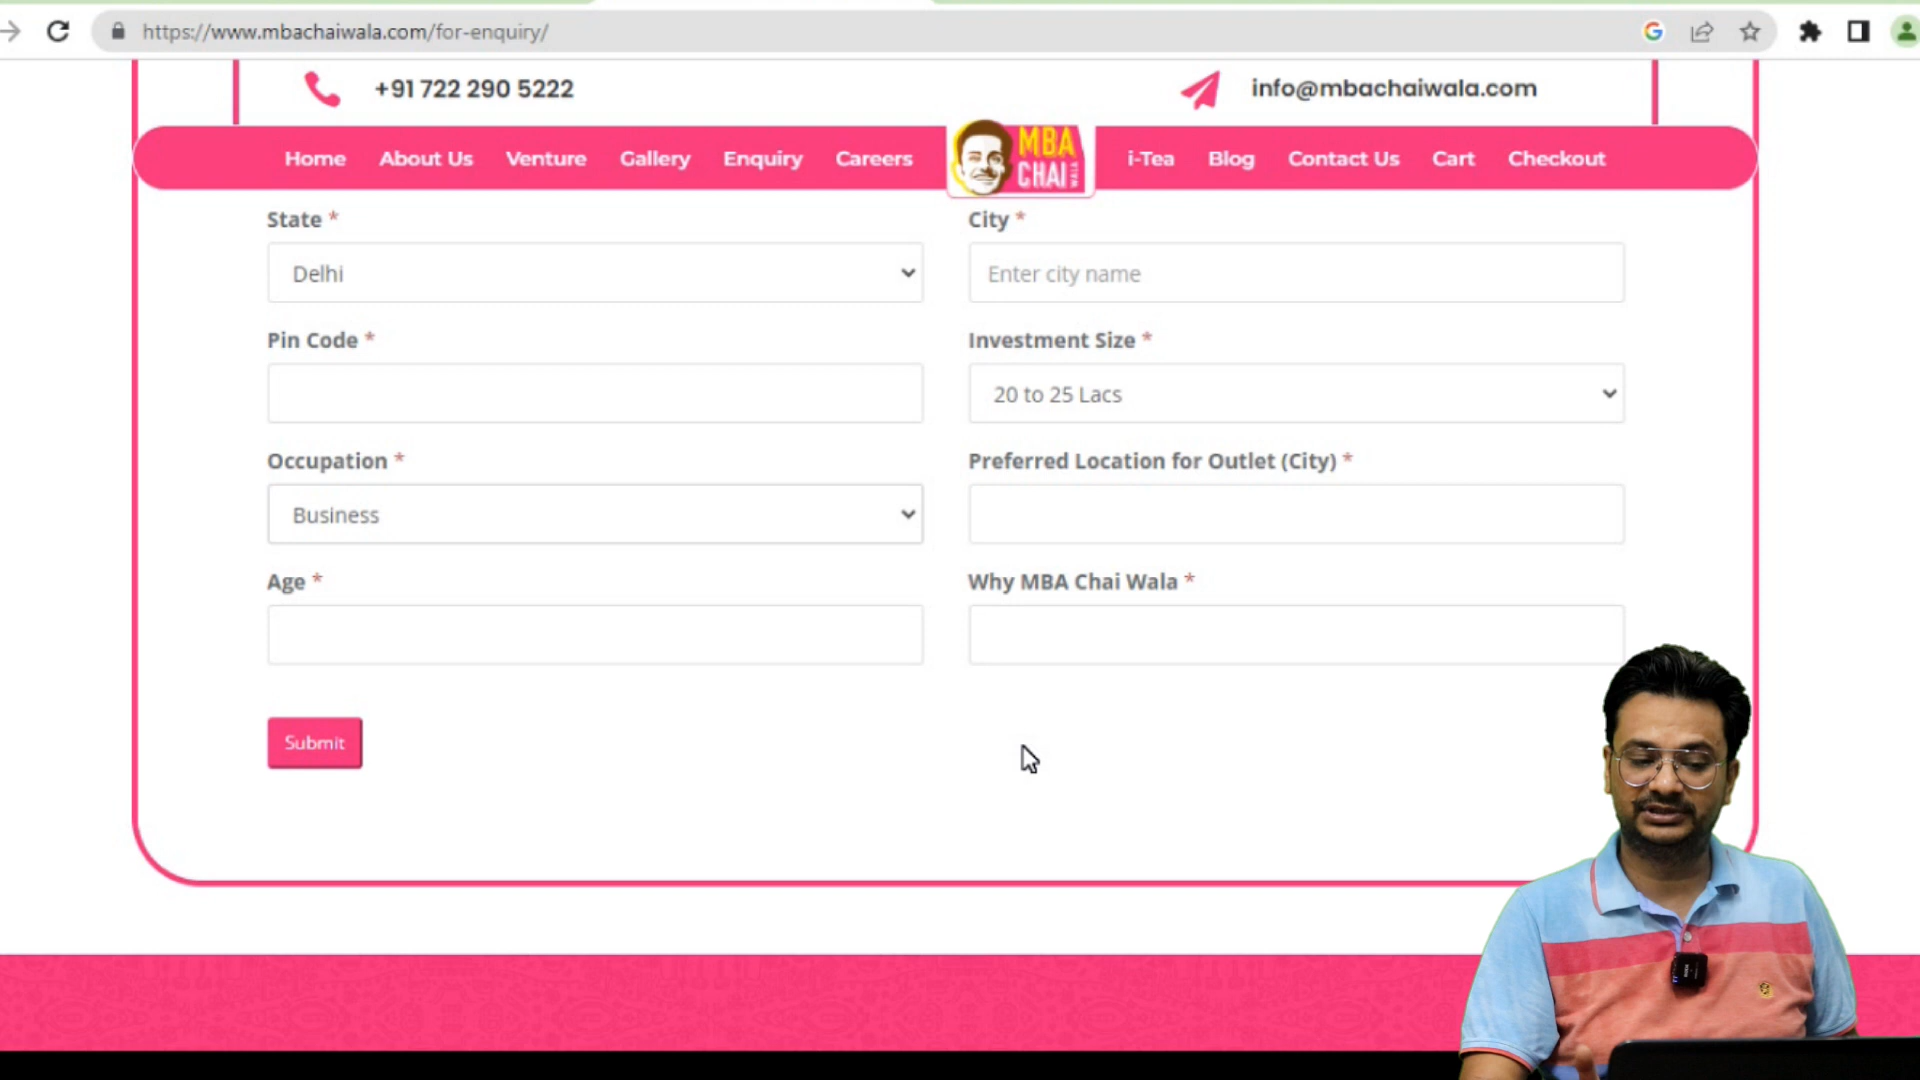 https://www.mbachaiwala.com/for-enquiry/
+91 722 290 5222
info@mbachaiwala.com
Home About Us Venture Gallery Enquiry Careers
MBA
CHAI
WALA
i-Tea Blog Contact Us Cart Checkout
State *
City *
Delhi
Enter city name
Pin Code *
Investment Size *
20 to 25 Lacs
Occupation *
Preferred Location for Outlet (City) *
Business
Age *
Why MBA Chai Wala *
Submit